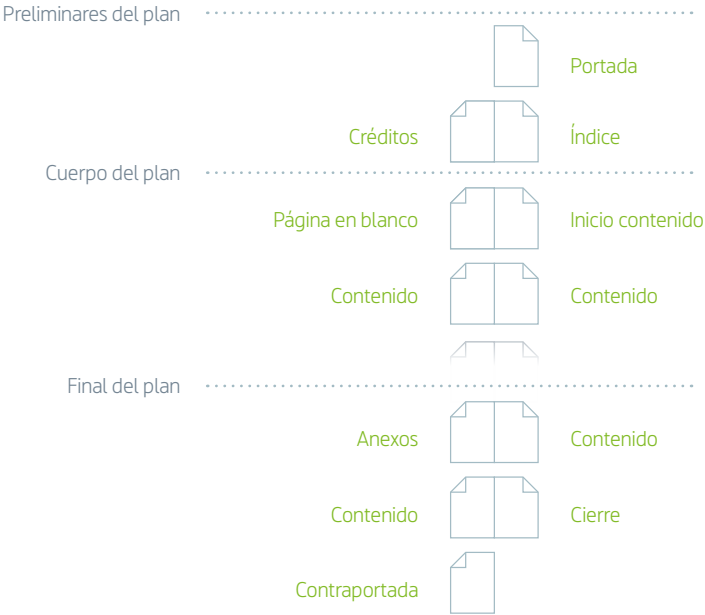 Preliminares del plan
Portada
Créditos Índice
Cuerpo del plan
Página en blanco Inicio contenido
Contenido Contenido
Final del plan
Anexos Contenido
Contenido Cierre
Contraportada